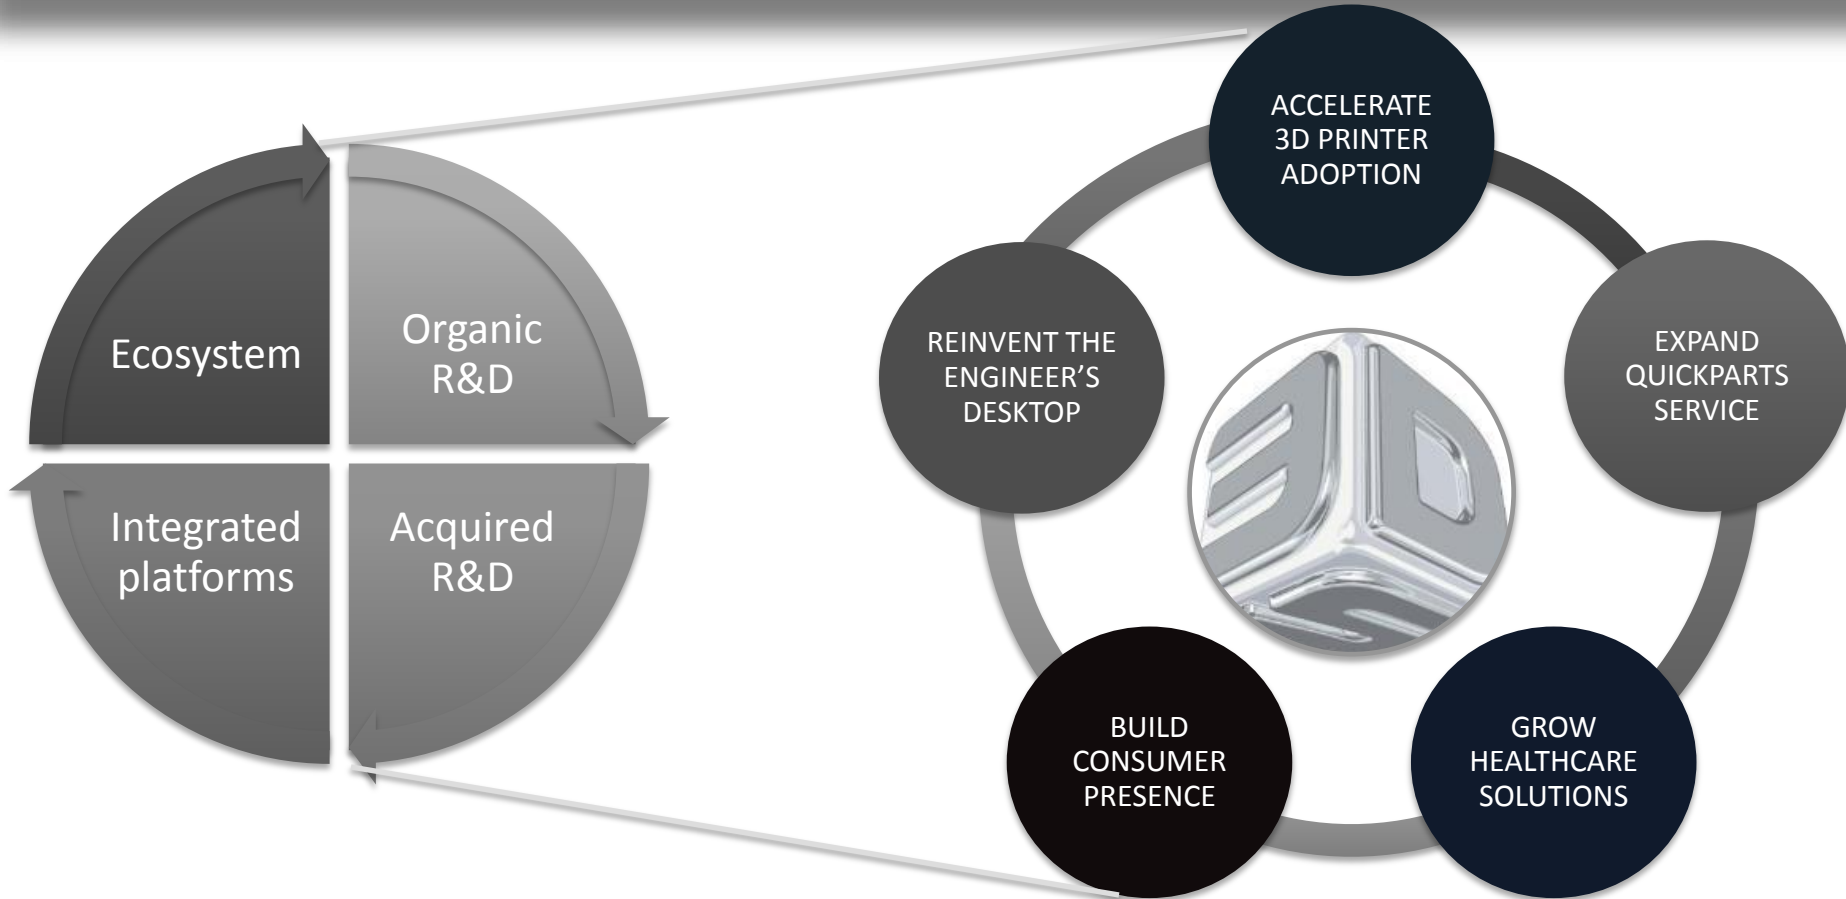 Ecosystem
Organic
R&D
Integrated
platforms
Acquired
R&D
ACCELERATE
3D PRINTER
ADOPTION
REINVENT THE
ENGINEER’S
DESKTOP
EXPAND
QUICKPARTS
SERVICE
3D
BUILD
CONSUMER
PRESENCE
GROW
HEALTHCARE
SOLUTIONS